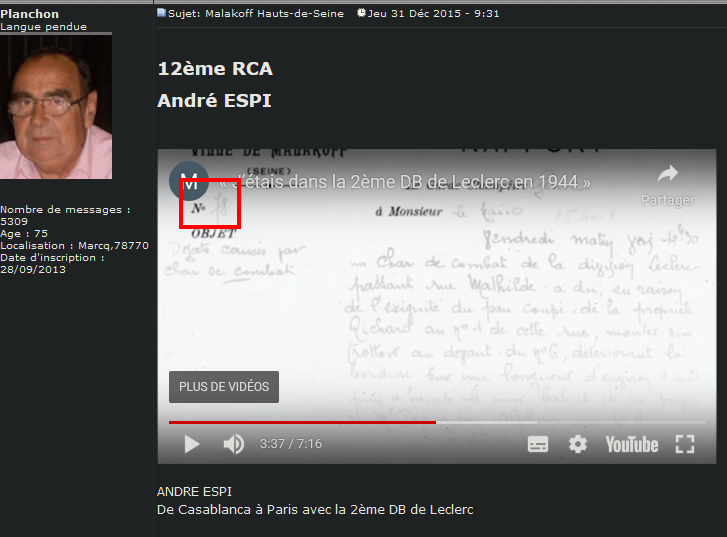 Planchon
Langue pendue
Sujet: Malakoff Hauts-de-Seine Jeu 31 Déc 2015 - 9:31
12ème RCA
André ESPI
VILLE DE MALAKOFF RAPPORT
(SEINE)
M « J'étais dans la 2ème DB de Leclerc en 1944 »
Partager
N° 78
à Monsieur le Maire
OBJET
Dégats causés par
char de combat
Vendredi matin vers
un Char de combat de la division Leclerc
passant rue Mathilde a du, en raison
de l'exiguité du pan coupé de la propriété
Richard au n° 1 de cette rue, monter sur
trottoir au départ du n° 6, déteriorant la
bordure sur une longueur d'environ
PLUS DE VIDÉOS
3:37 / 7:16
YouTube
Nombre de messages :
5309
Age : 75
Localisation : Marcq,78770
Date d'inscription :
28/09/2013
ANDRE ESPI
De Casablanca à Paris avec la 2ème DB de Leclerc